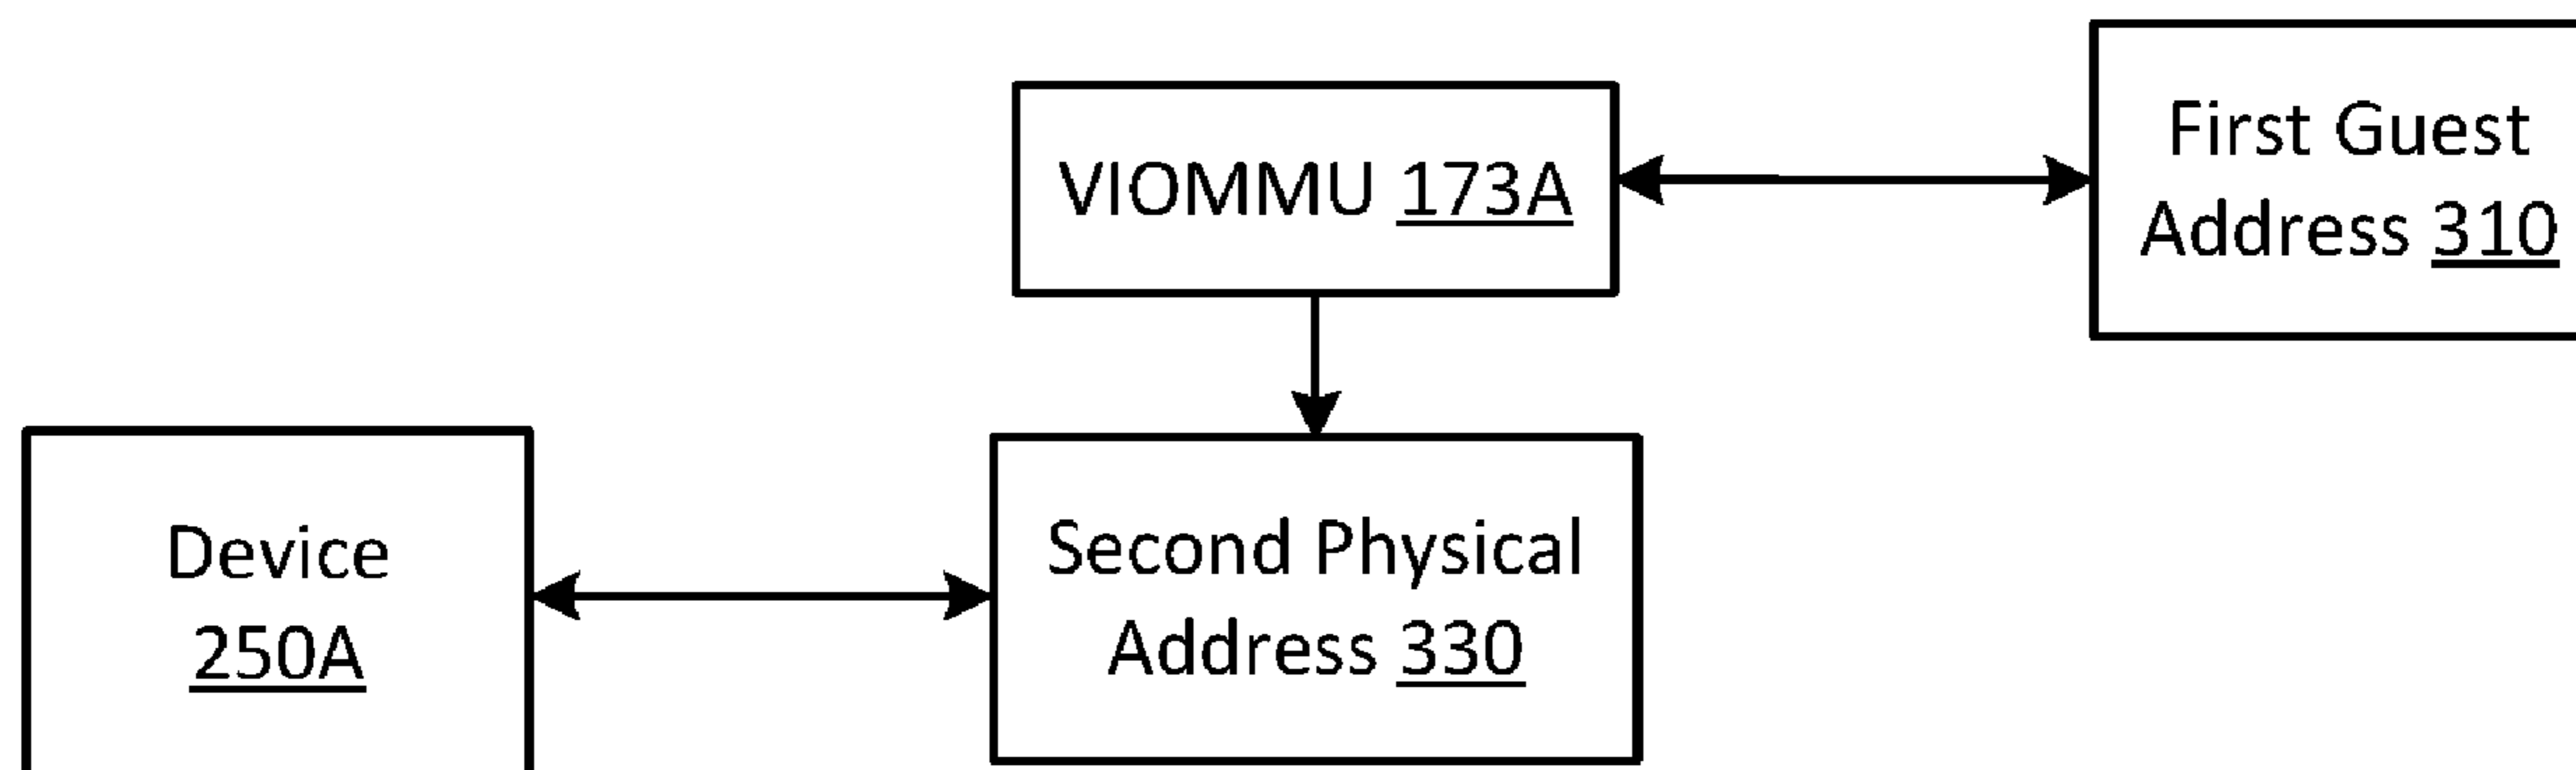 First Guest
Address 310
VIOMMU 173A
Device
250A
Second Physical
Address 330